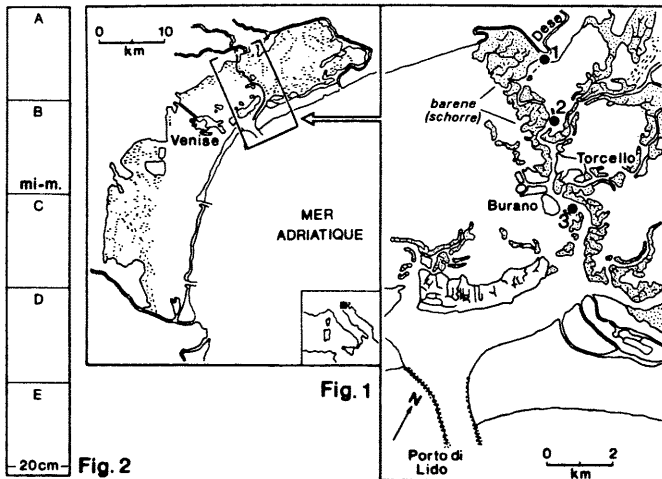 A
B
mi-m.
C
D
E
20cm
Fig. 2
0 10
km
Venise
MER
ADRIATIQUE
Fig. 1
Dese
1
barene
(schorre)
2
Torcello
Burano
3
N
Porto di
Lido
0 2
km